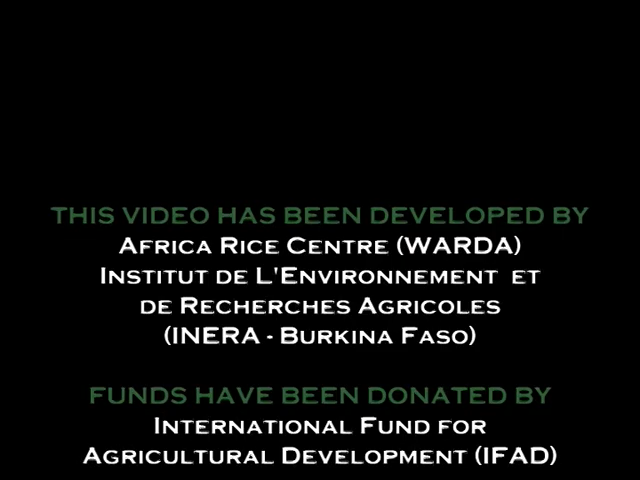 THIS VIDEO HAS BEEN DEVELOPED BY
AFRICA RICE CENTRE (WARDA)
INSTITUT DE L'ENVIRONNEMENT ET
DE RECHERCHES AGRICOLES
(INERA - BURKINA FASO)
FUNDS HAVE BEEN DONATED BY
INTERNATIONAL FUND FOR
AGRICULTURAL DEVELOPMENT (IFAD)